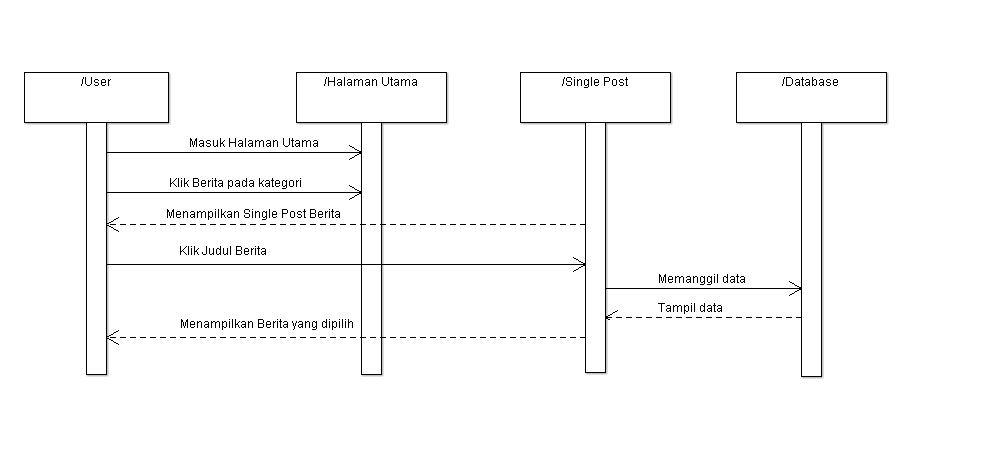 /User
/Halaman Utama
/Single Post
/Database
Masuk Halaman Utama
Klik Berita pada kategori
Menampilkan Single Post Berita
Klik Judul Berita
Memanggil data
Tampil data
Menampilkan Berita yang dipilih